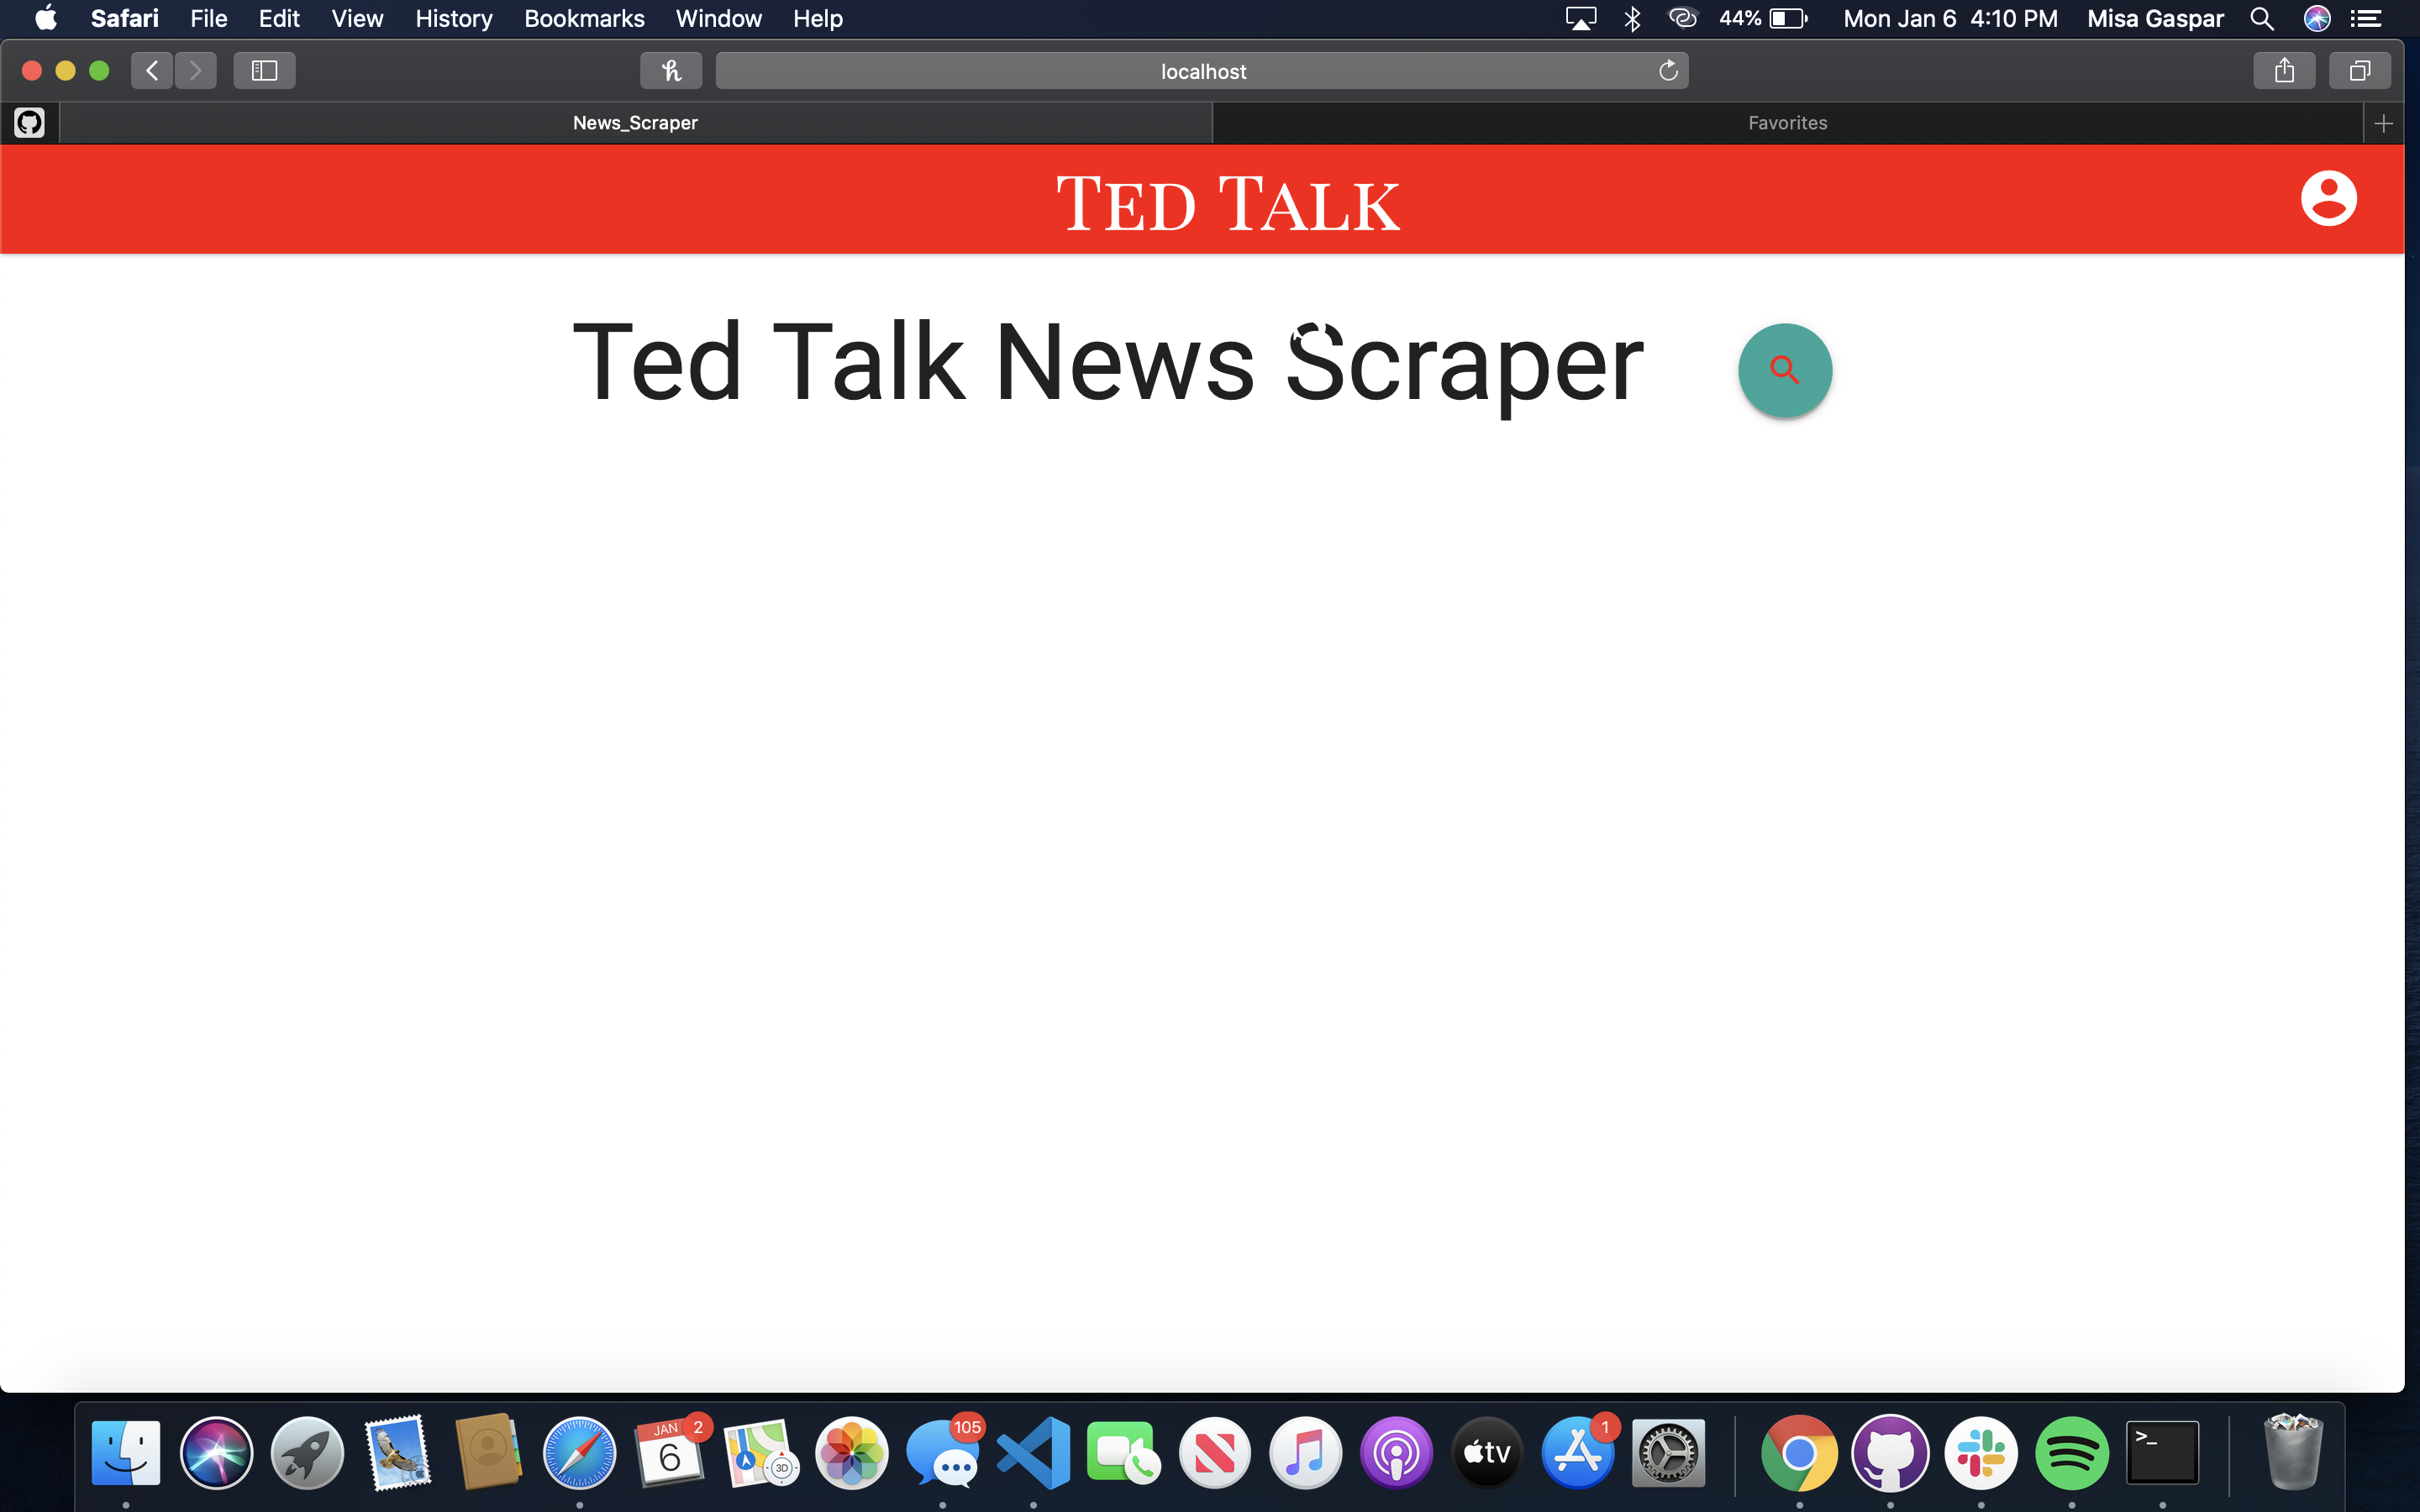 Safari File Edit View History Bookmarks Window Help 44% Mon Jan 6 4:10 PM Misa Gaspar
localhost
News_Scraper Favorites
TED TALK
Ted Talk News Scraper
JAN 2 105 1
6 3D tv >_